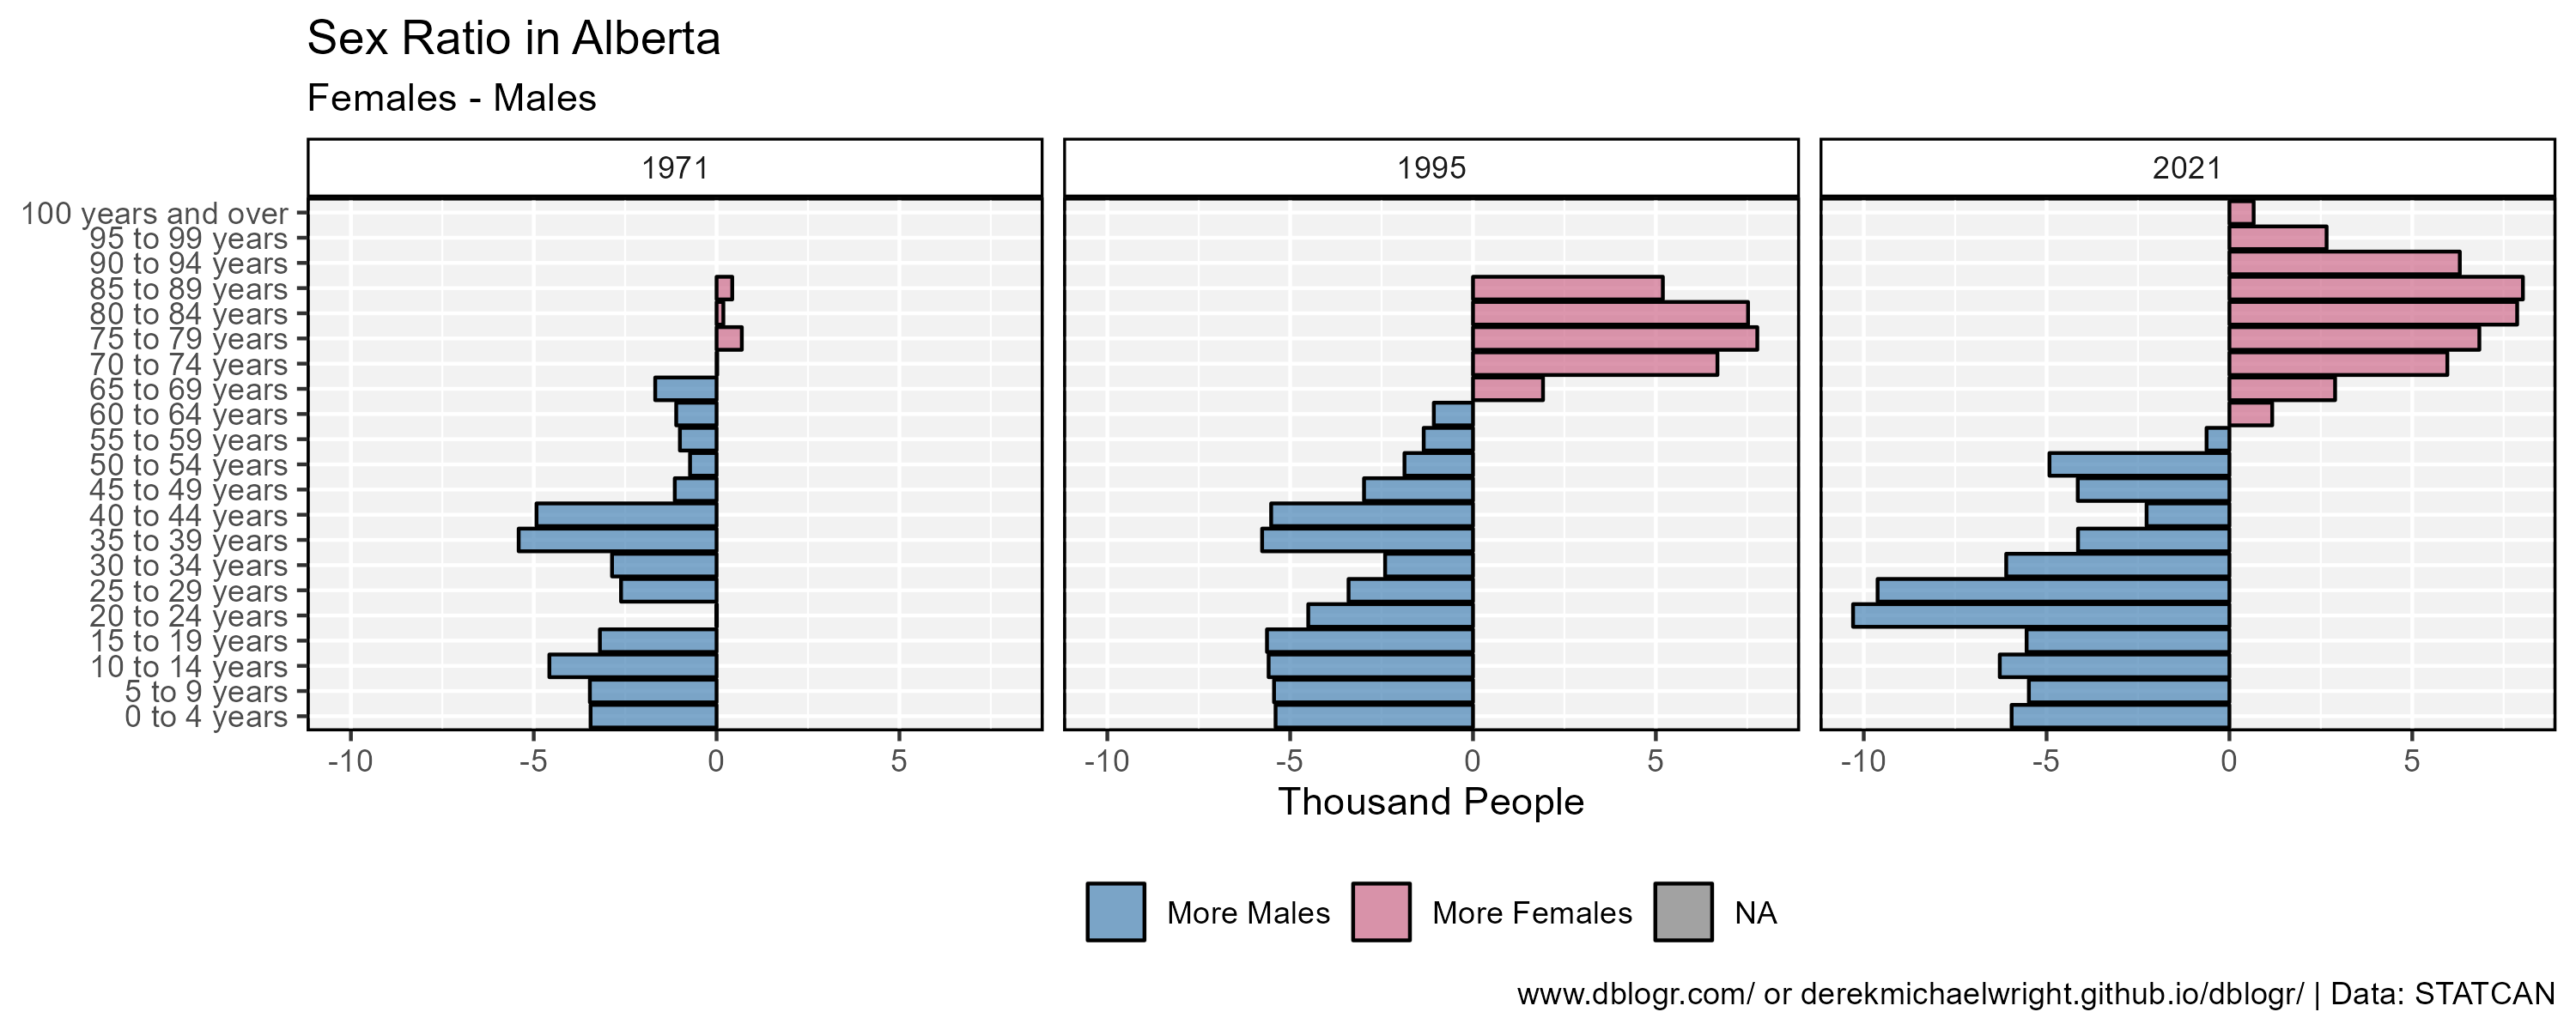 Sex Ratio in Alberta
Females - Males
1971
1995
2021
100 years and over
95 to 99 years
90 to 94 years
85 to 89 years
80 to 84 years
75 to 79 years
70 to 74 years
65 to 69 years
60 to 64 years
55 to 59 years
50 to 54 years
45 to 49 years
40 to 44 years
35 to 39 years
30 to 34 years
25 to 29 years
20 to 24 years
15 to 19 years
10 to 14 years
5 to 9 years
0 to 4 years
-10 -5 0 5
-10 -5 0 5
-10 -5 0 5
Thousand People
More Males
More Females
NA
www.dblogr.com/ or derekmichaelwright.github.io/dblogr/ | Data: STATCAN